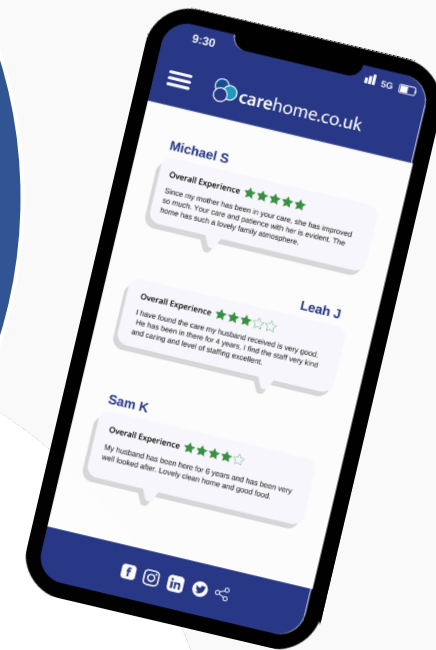 9:30
5G
carehome.co.uk
Michael S
Overall Experience
Since my mother has been in your care, she has improved
so much. Your care and patience with her is evident. The
home has such a lovely family atmosphere.
Leah J
Overall Experience
I have found the care my husband received is very good.
He has been in there for 4 years. I find the staff very kind
and caring and level of staffing excellent.
Sam K
Overall Experience
My husband has been here for 6 years and has been very
well looked after. Lovely clean home and good food.